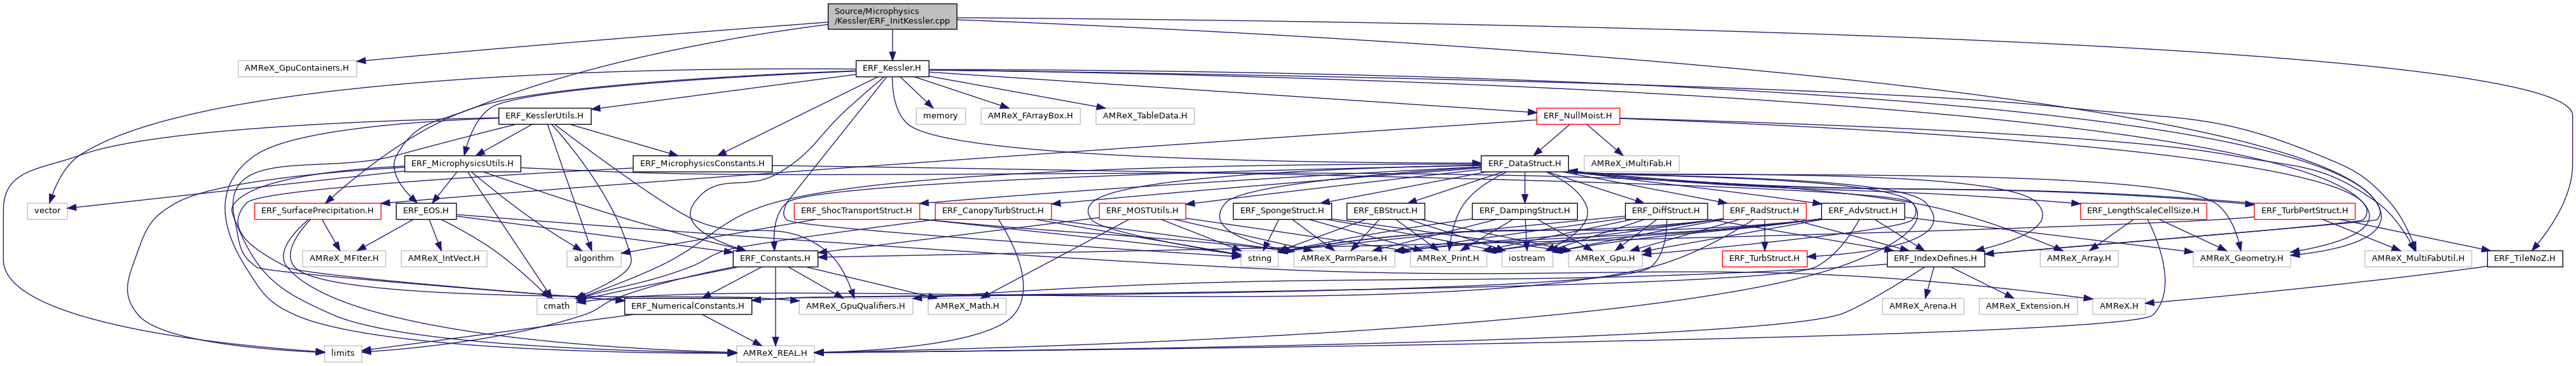 Source/Microphysics
/Kessler/ERF_InitKessler.cpp
AMReX_GpuContainers.H
ERF_Kessler.H
ERF_KesslerUtils.H
memory
AMReX_FArrayBox.H
AMReX_TableData.H
ERF_NullMoist.H
ERF_MicrophysicsUtils.H
ERF_MicrophysicsConstants.H
ERF_DataStruct.H
AMReX_iMultiFab.H
vector
ERF_SurfacePrecipitation.H
ERF_EOS.H
ERF_ShocTransportStruct.H
ERF_CanopyTurbStruct.H
ERF_MOSTUtils.H
ERF_SpongeStruct.H
ERF_EBStruct.H
ERF_DampingStruct.H
ERF_DiffStruct.H
ERF_RadStruct.H
ERF_AdvStruct.H
ERF_LengthScaleCellSize.H
ERF_TurbPertStruct.H
AMReX_MFIter.H
AMReX_IntVect.H
algorithm
ERF_Constants.H
string
AMReX_ParmParse.H
AMReX_Print.H
iostream
AMReX_Gpu.H
ERF_TurbStruct.H
ERF_IndexDefines.H
AMReX_Array.H
AMReX_Geometry.H
AMReX_MultiFabUtil.H
ERF_TileNoZ.H
cmath
ERF_NumericalConstants.H
AMReX_GpuQualifiers.H
AMReX_Math.H
AMReX_Arena.H
AMReX_Extension.H
AMReX.H
limits
AMReX_REAL.H